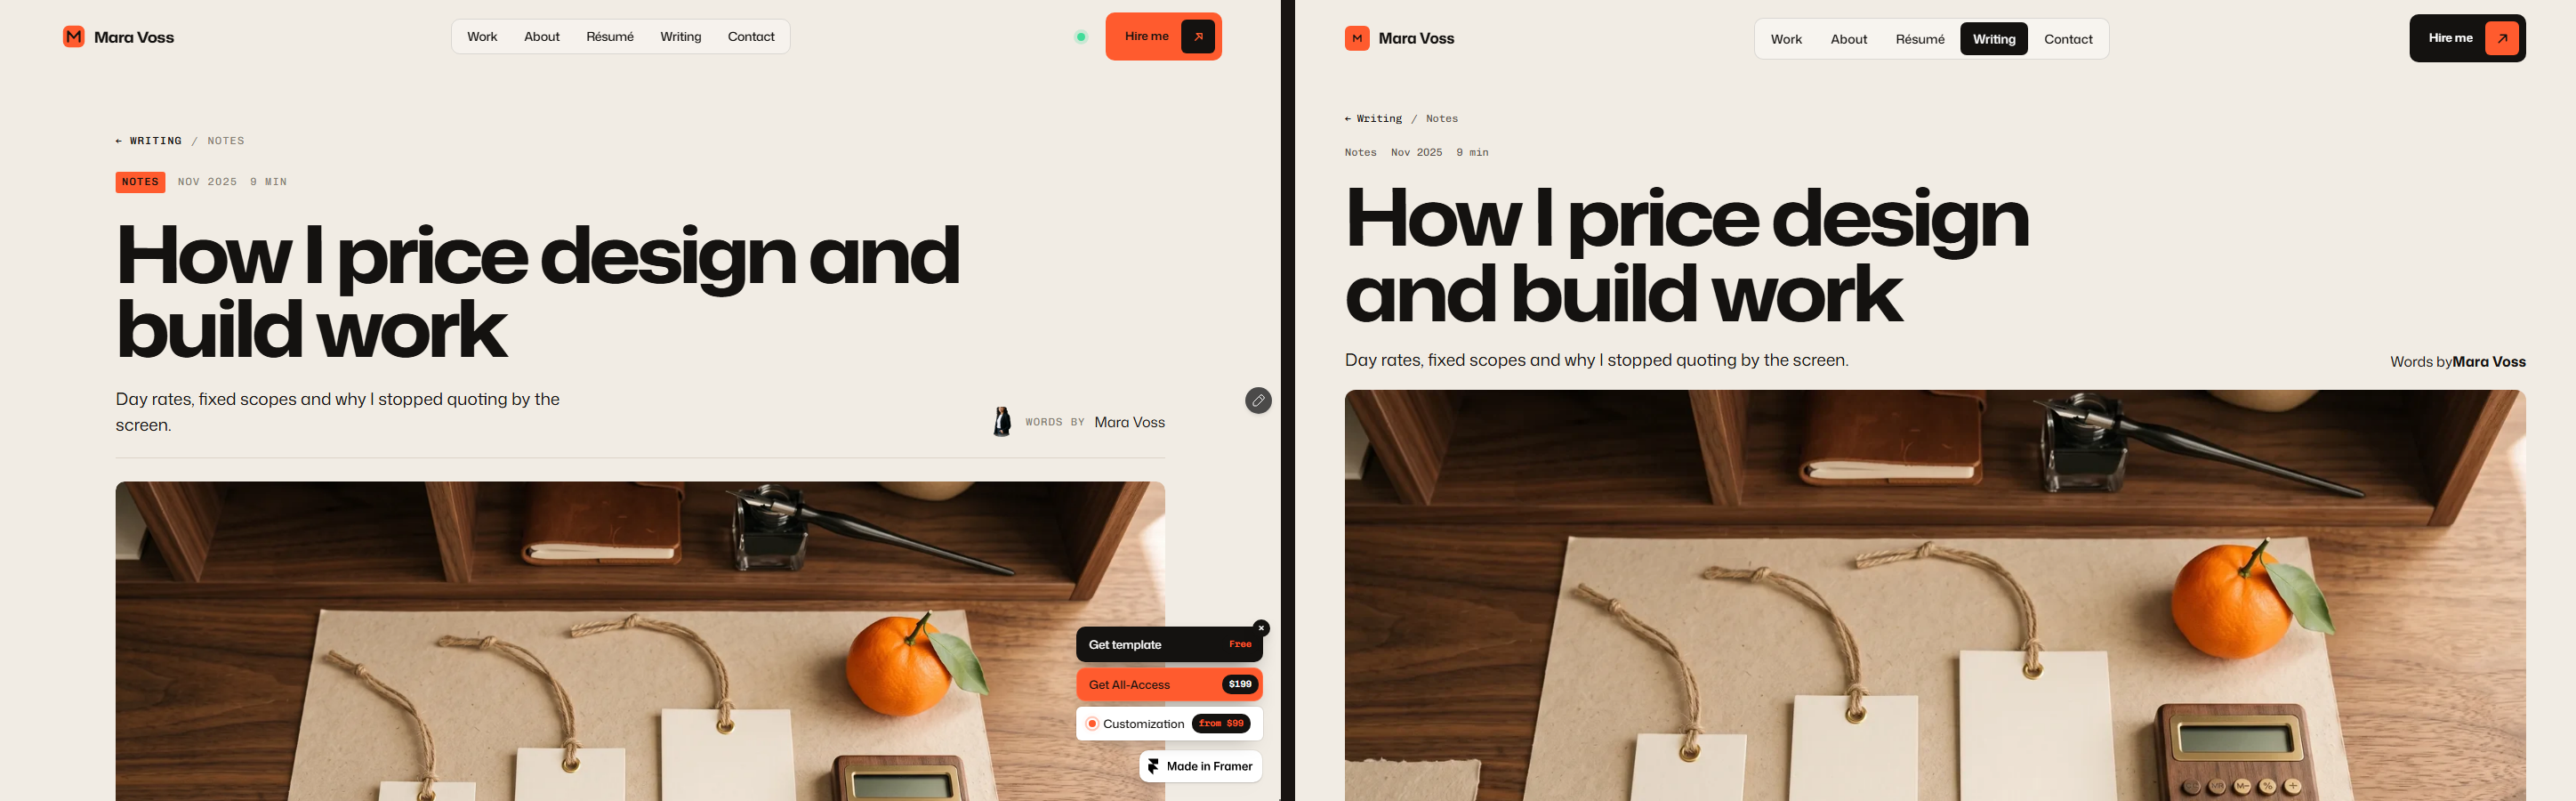 M Mara Voss
Work About Résumé Writing Contact
Hire me
← WRITING / NOTES
NOTES NOV 2025 9 MIN
How I price design and
build work
Day rates, fixed scopes and why I stopped quoting by the
screen.
WORDS BY Mara Voss
Get template Free
Get All-Access $199
Customization from $99
Made in Framer
M Mara Voss
Work About Résumé Writing Contact
Hire me
← Writing / Notes
Notes Nov 2025 9 min
How I price design
and build work
Day rates, fixed scopes and why I stopped quoting by the screen.
Words byMara Voss
M− % +